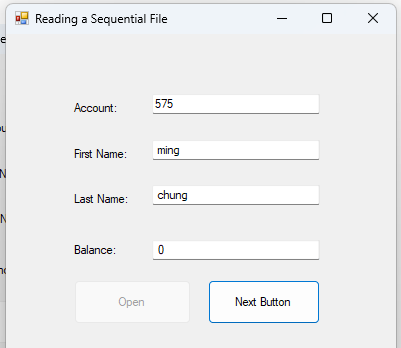 Reading a Sequential File
Account: 575
First Name: ming
Last Name: chung
Balance: 0
Open Next Button